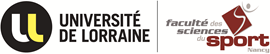 UNIVERSITÉ
DE LORRAINE
faculté des
sciences du
sport
Nancy